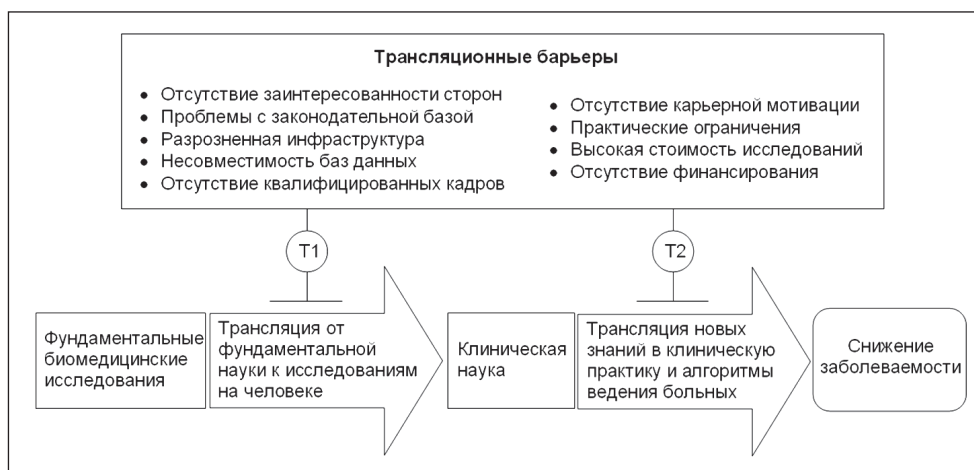 Трансляционные барьеры
• Отсутствие заинтересованности сторон
• Проблемы с законодательной базой
• Разрозненная инфраструктура
• Несовместимость баз данных
• Отсутствие квалифицированных кадров
• Отсутствие карьерной мотивации
• Практические ограничения
• Высокая стоимость исследований
• Отсутствие финансирования
Т1
Т2
Фундаментальные
биомедицинские
исследования
Трансляция от
фундаментальной
науки к исследованиям
на человеке
Клиническая
наука
Трансляция новых
знаний в клиническую
практику и алгоритмы
ведения больных
Снижение
заболеваемости